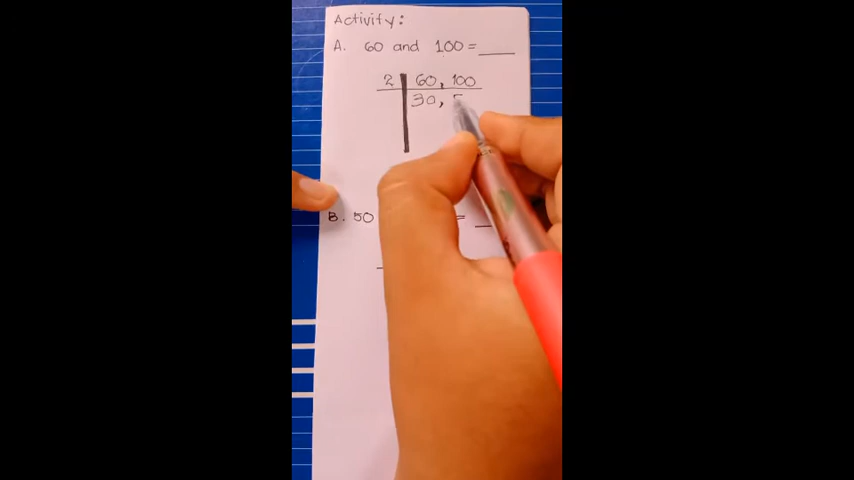 Activity:
A. 60 and 100 = ____
2 | 60, 100
30, 5
B. 50 = _